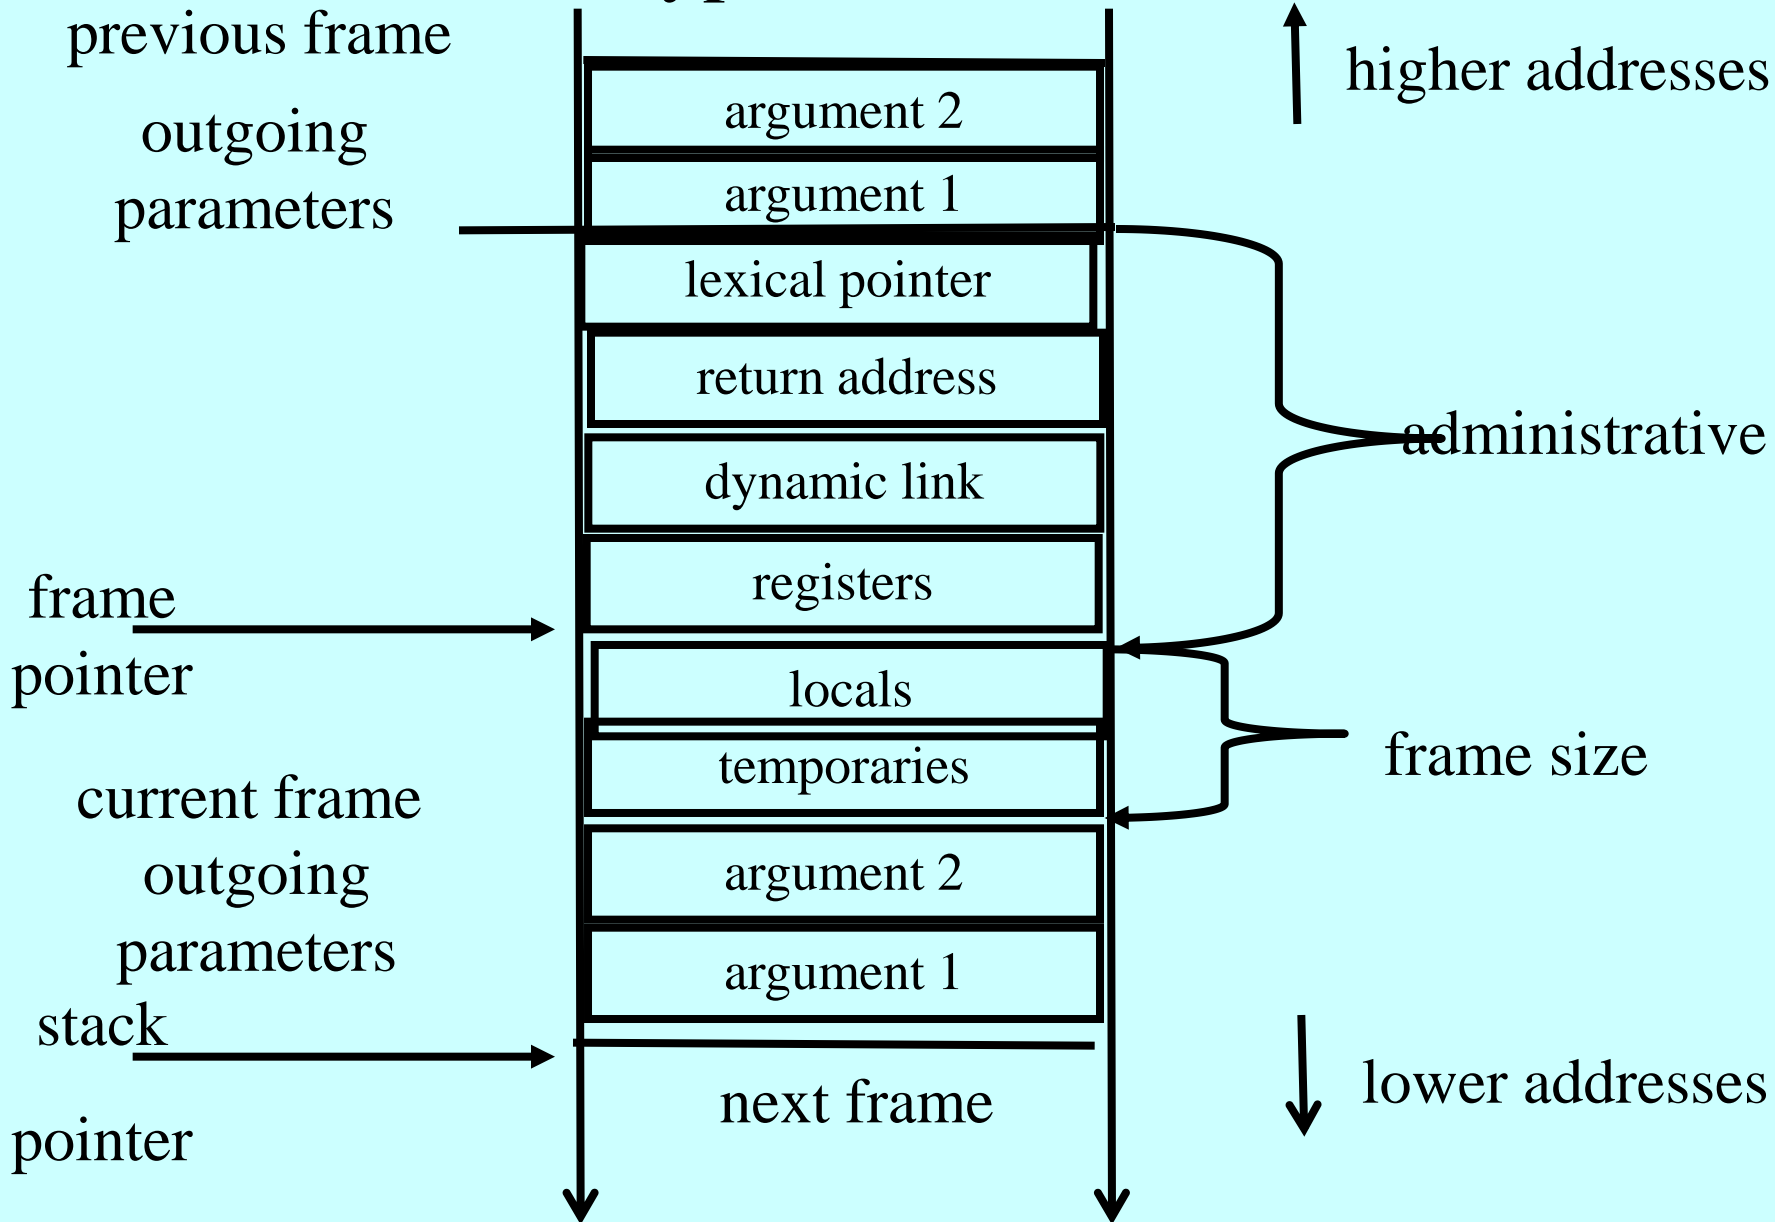 previous frame
higher addresses
argument 2
outgoing
parameters
argument 1
lexical pointer
return address
administrative
dynamic link
registers
frame
pointer
locals
temporaries
frame size
current frame
outgoing
parameters
argument 2
argument 1
stack
pointer
next frame
lower addresses